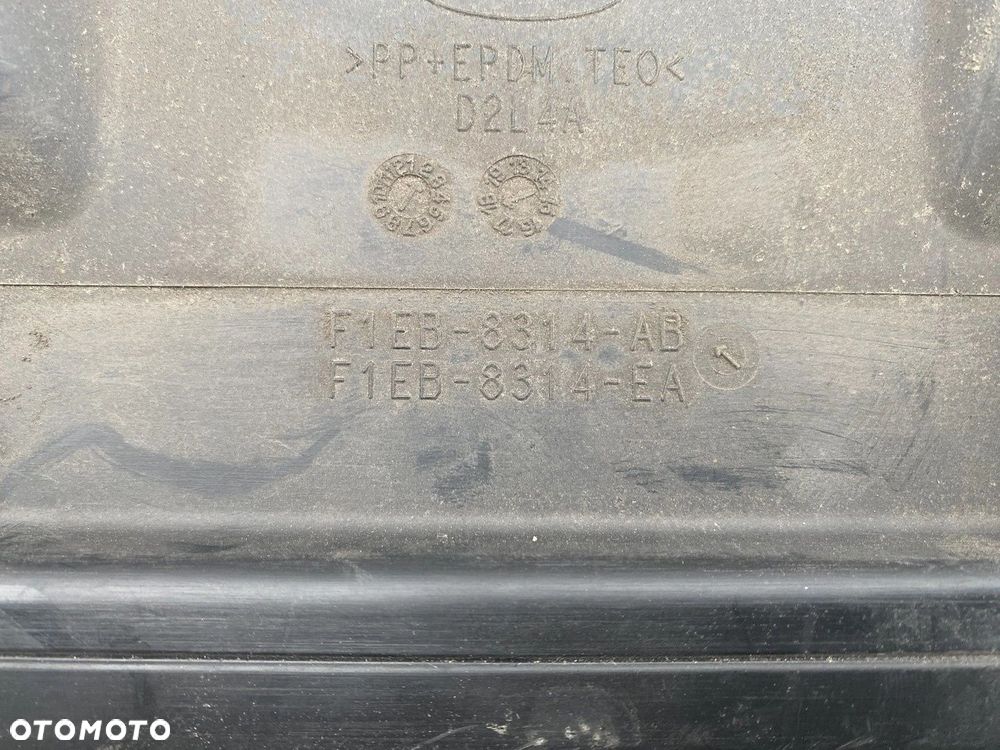 >PP+EPDM TEO<
D2L4A
F1EB-8314-AB
F1EB-8314-EA
OTOMOTO